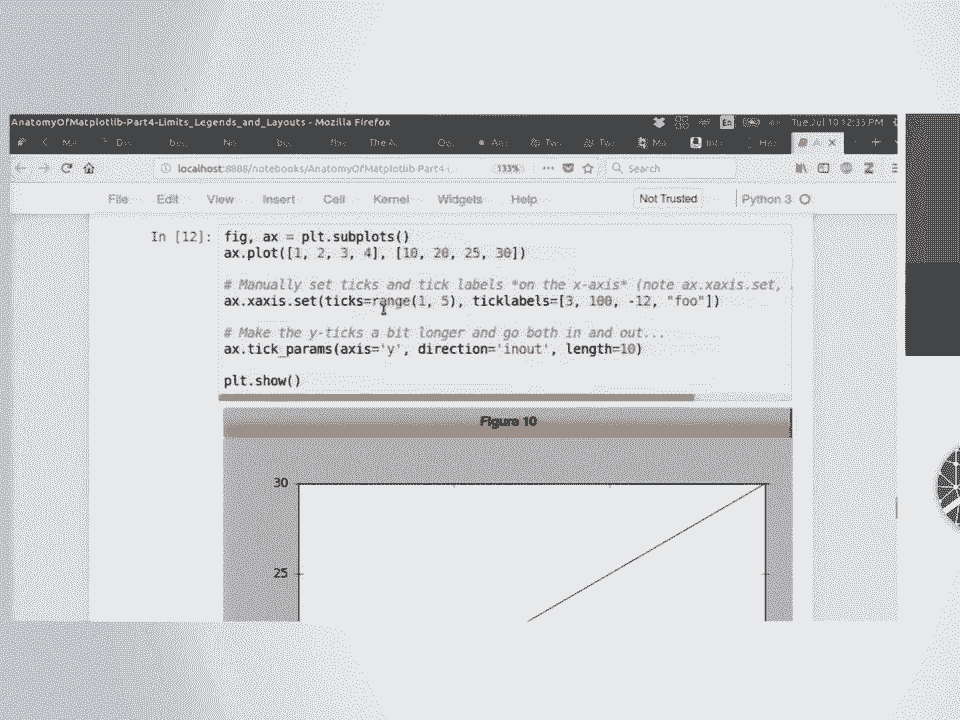 AnatomyOfMatplotlib-Part4-Limits_Legends_and_Layouts - Mozilla Firefox
En
Tue Jul 10 12:35 PM
localhost:8888/notebooks/AnatomyOfMatplotlib-Part4-
133%
Search
File Edit View Insert Cell Kernel Widgets Help
Not Trusted
Python 3
In [12]: fig, ax = plt.subplots()
ax.plot([1, 2, 3, 4], [10, 20, 25, 30])
# Manually set ticks and tick labels *on the x-axis* (note ax.xaxis.set,
ax.xaxis.set(ticks=range(1, 5), ticklabels=[3, 100, -12, "foo"])
# Make the y-ticks a bit longer and go both in and out...
ax.tick_params(axis='y', direction='inout', length=10)
plt.show()
Figure 10
30
25